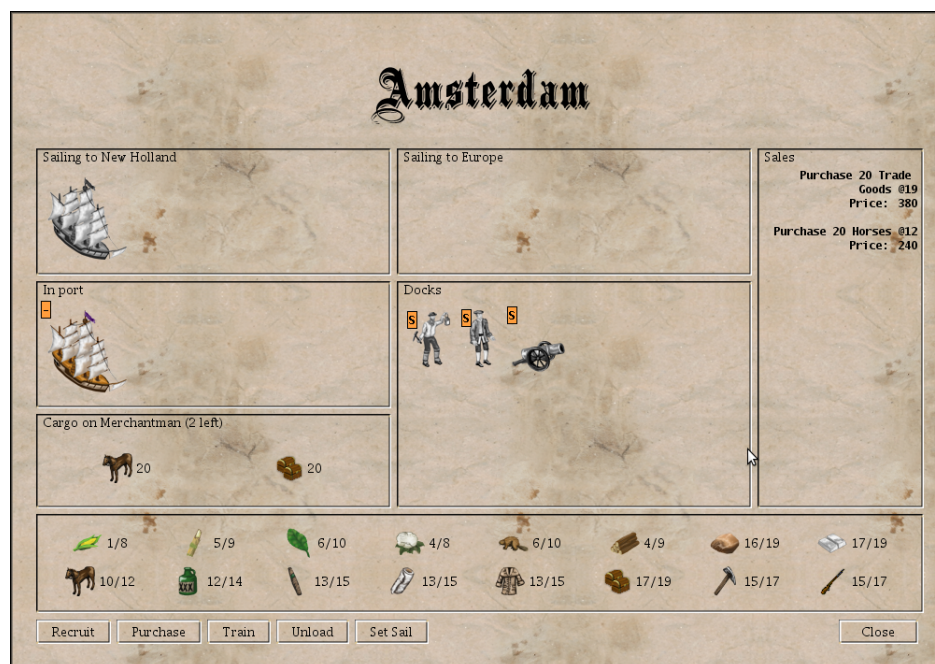 Amsterdam
Sailing to New Holland
Sailing to Europe
Sales
Purchase 20 Trade
Goods @19
Price: 380
Purchase 20 Horses @12
Price: 240
In port
-
Docks
S S S
Cargo on Merchantman (2 left)
20 20
1/8 5/9 6/10 4/8 6/10 4/9 16/19 17/19
10/12 12/14 13/15 13/15 13/15 17/19 15/17 15/17
Recruit Purchase Train Unload Set Sail Close